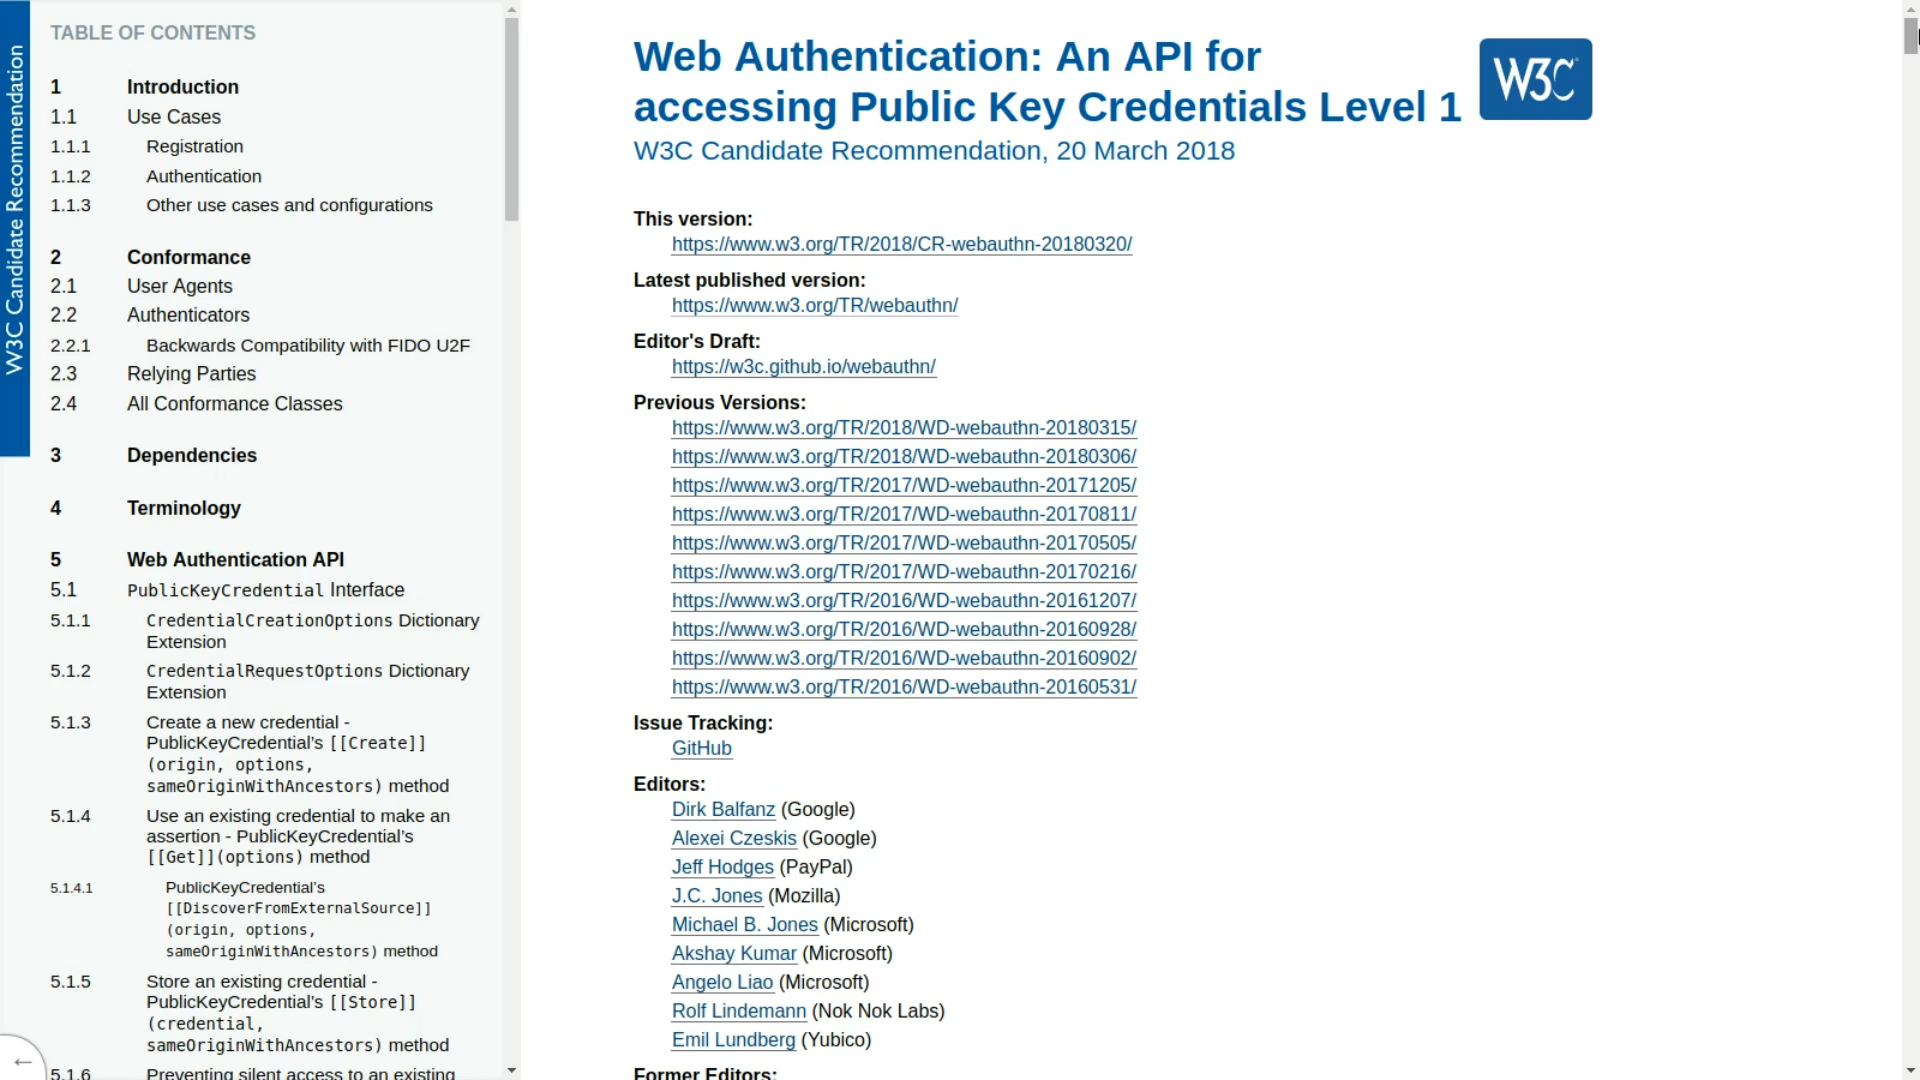 W3C Candidate Recommendation
TABLE OF CONTENTS
1 Introduction
1.1 Use Cases
1.1.1 Registration
1.1.2 Authentication
1.1.3 Other use cases and configurations
2 Conformance
2.1 User Agents
2.2 Authenticators
2.2.1 Backwards Compatibility with FIDO U2F
2.3 Relying Parties
2.4 All Conformance Classes
3 Dependencies
4 Terminology
5 Web Authentication API
5.1 PublicKeyCredential Interface
5.1.1 CredentialCreationOptions Dictionary
Extension
5.1.2 CredentialRequestOptions Dictionary
Extension
5.1.3 Create a new credential -
PublicKeyCredential’s [[Create]]
(origin, options,
sameOriginWithAncestors) method
5.1.4 Use an existing credential to make an
assertion - PublicKeyCredential’s
[[Get]](options) method
5.1.4.1 PublicKeyCredential’s
[[DiscoverFromExternalSource]]
(origin, options,
sameOriginWithAncestors) method
5.1.5 Store an existing credential -
PublicKeyCredential’s [[Store]]
(credential,
sameOriginWithAncestors) method
5.1.6 Preventing silent access to an existing
←
Web Authentication: An API for
accessing Public Key Credentials Level 1
W3C
W3C Candidate Recommendation, 20 March 2018
This version:
https://www.w3.org/TR/2018/CR-webauthn-20180320/
Latest published version:
https://www.w3.org/TR/webauthn/
Editor's Draft:
https://w3c.github.io/webauthn/
Previous Versions:
https://www.w3.org/TR/2018/WD-webauthn-20180315/
https://www.w3.org/TR/2018/WD-webauthn-20180306/
https://www.w3.org/TR/2017/WD-webauthn-20171205/
https://www.w3.org/TR/2017/WD-webauthn-20170811/
https://www.w3.org/TR/2017/WD-webauthn-20170505/
https://www.w3.org/TR/2017/WD-webauthn-20170216/
https://www.w3.org/TR/2016/WD-webauthn-20161207/
https://www.w3.org/TR/2016/WD-webauthn-20160928/
https://www.w3.org/TR/2016/WD-webauthn-20160902/
https://www.w3.org/TR/2016/WD-webauthn-20160531/
Issue Tracking:
GitHub
Editors:
Dirk Balfanz (Google)
Alexei Czeskis (Google)
Jeff Hodges (PayPal)
J.C. Jones (Mozilla)
Michael B. Jones (Microsoft)
Akshay Kumar (Microsoft)
Angelo Liao (Microsoft)
Rolf Lindemann (Nok Nok Labs)
Emil Lundberg (Yubico)
Former Editors: